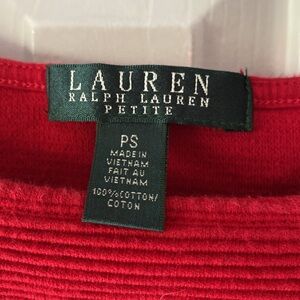 LAUREN
RALPH LAUREN
PETITE
PS
MADE IN
VIETNAM
FAIT AU
VIETNAM
100%COTTON/
COTON